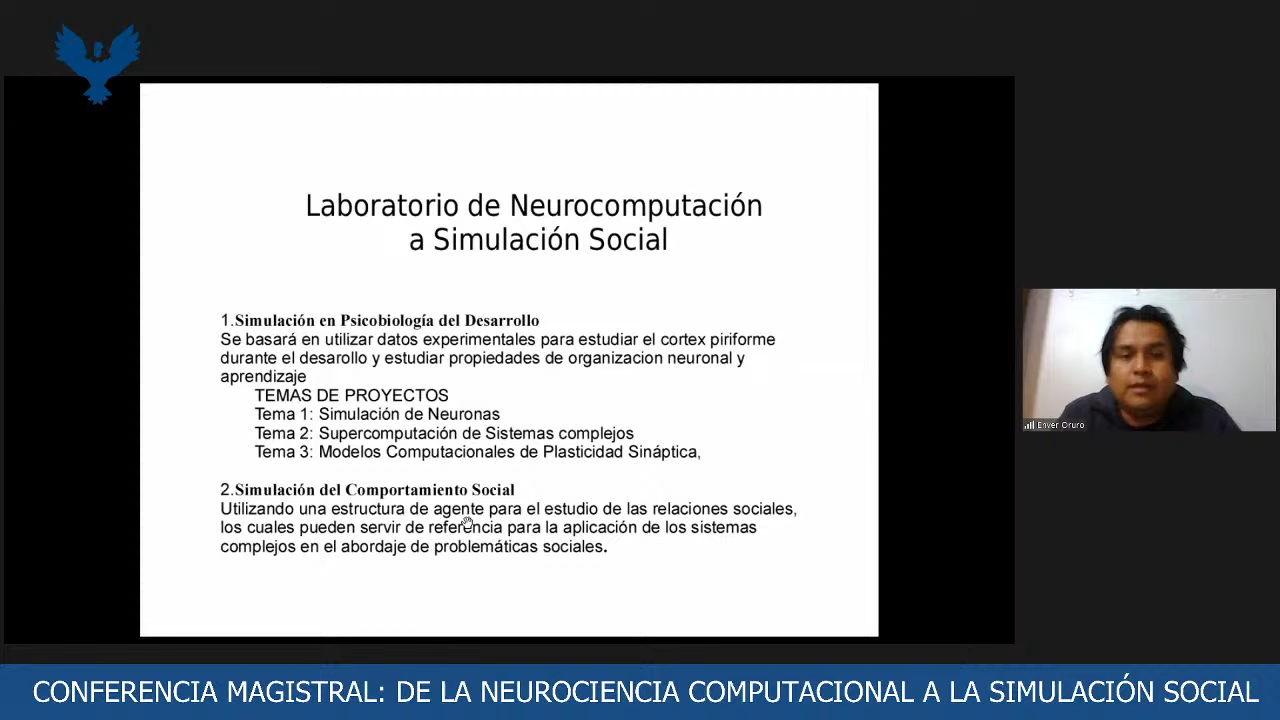 Laboratorio de Neurocomputación
a Simulación Social
1.Simulación en Psicobiología del Desarrollo
Se basará en utilizar datos experimentales para estudiar el cortex piriforme
durante el desarollo y estudiar propiedades de organizacion neuronal y
aprendizaje
TEMAS DE PROYECTOS
Tema 1: Simulación de Neuronas
Tema 2: Supercomputación de Sistemas complejos
Tema 3: Modelos Computacionales de Plasticidad Sináptica,
2.Simulación del Comportamiento Social
Utilizando una estructura de agente para el estudio de las relaciones sociales,
los cuales pueden servir de referencia para la aplicación de los sistemas
complejos en el abordaje de problemáticas sociales.
Enver Oruro
CONFERENCIA MAGISTRAL: DE LA NEUROCIENCIA COMPUTACIONAL A LA SIMULACIÓN SOCIAL